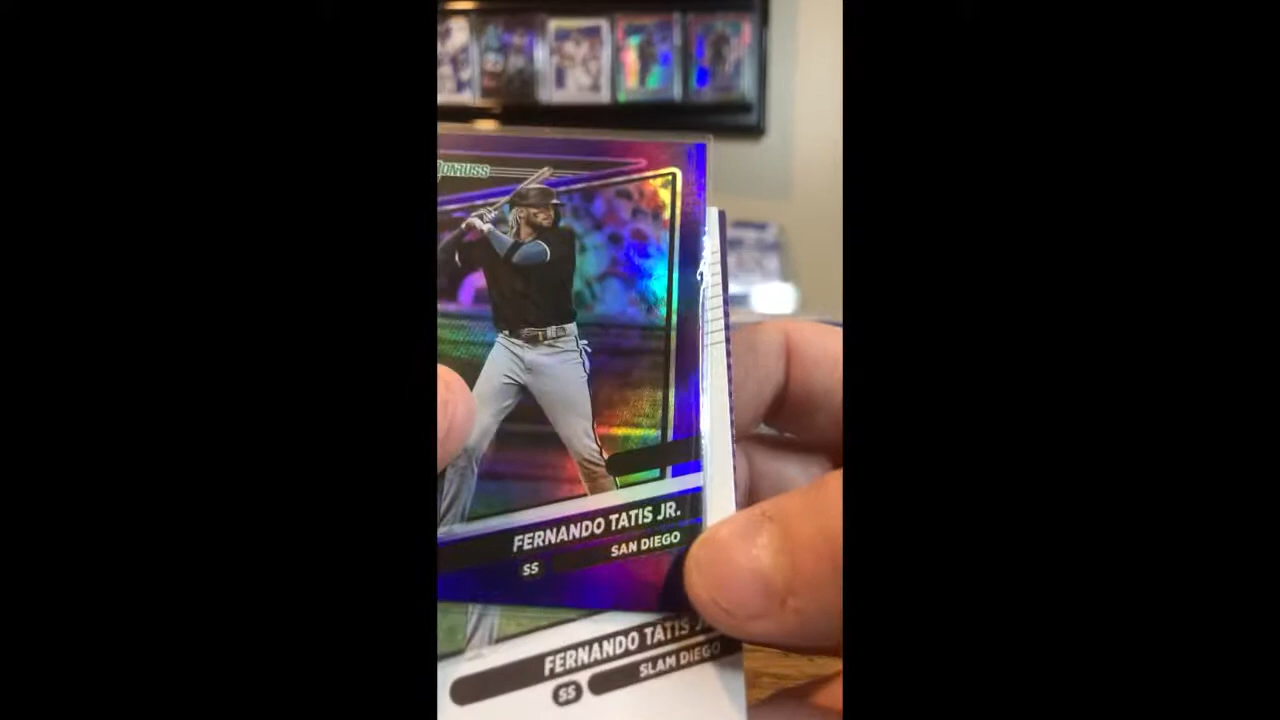 DONRUSS
FERNANDO TATIS JR.
SAN DIEGO
SS
FERNANDO TATIS J
SLAM DIEGO
SS